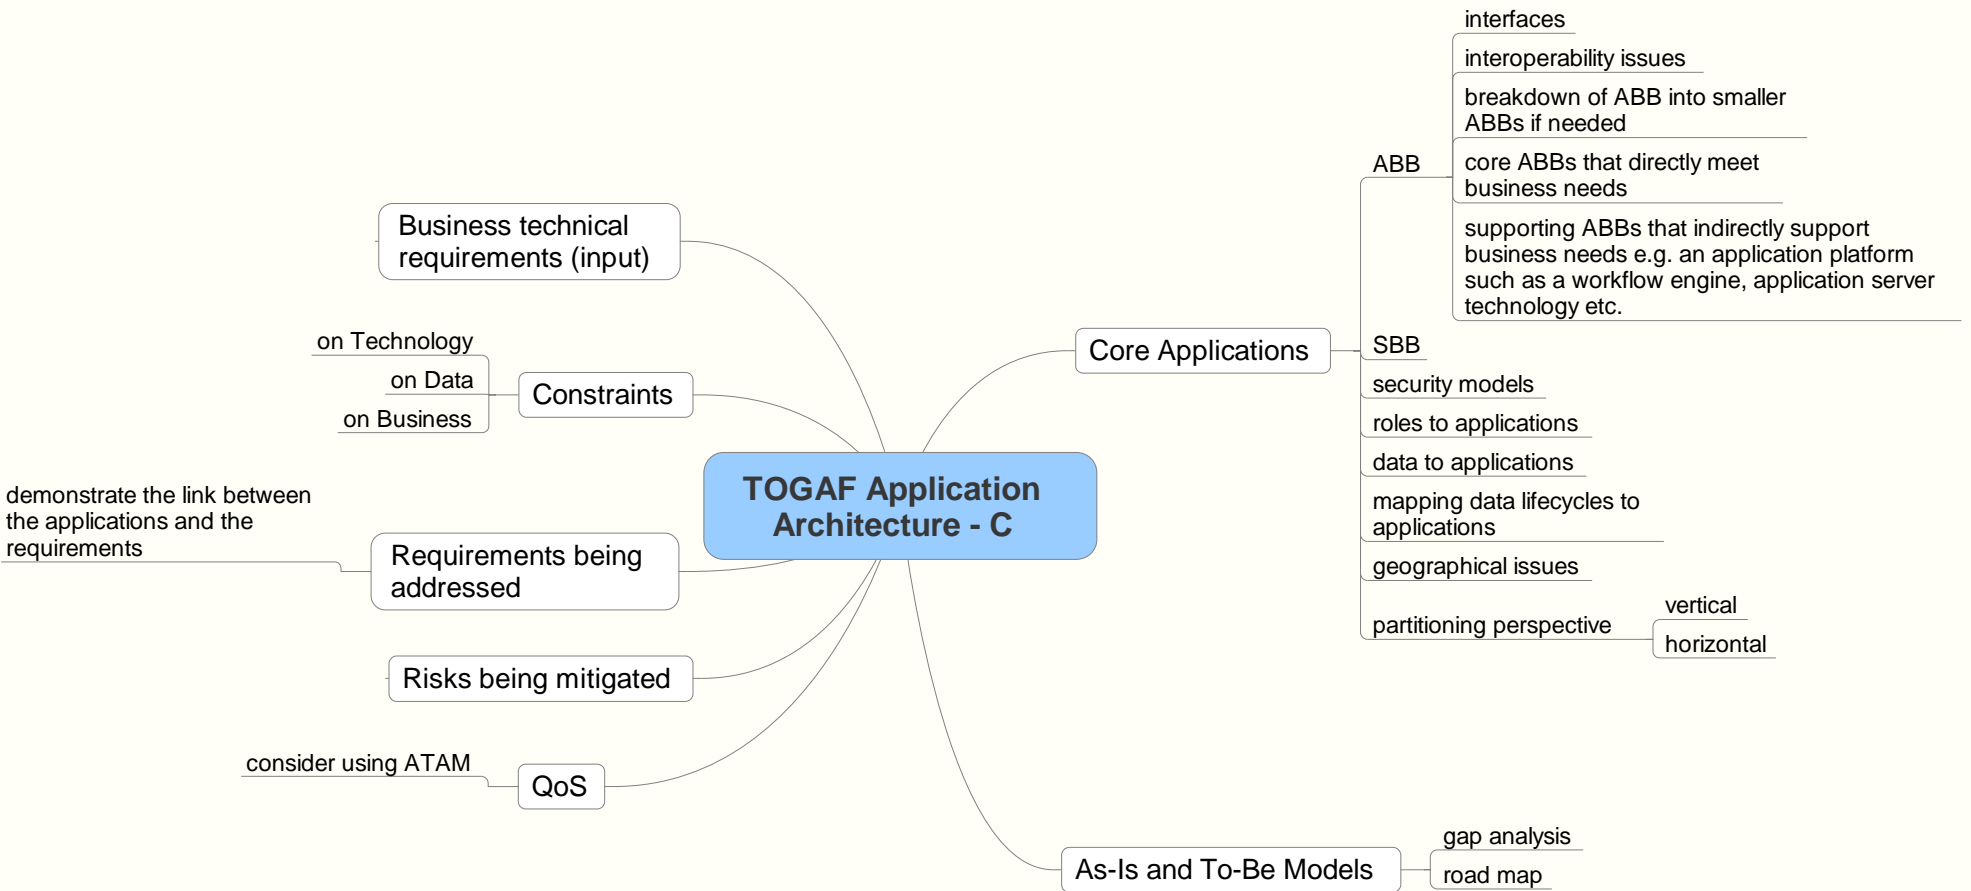 TOGAF Application
Architecture - C
Core Applications
ABB
interfaces
interoperability issues
breakdown of ABB into smaller
ABBs if needed
core ABBs that directly meet
business needs
supporting ABBs that indirectly support
business needs e.g. an application platform
such as a workflow engine, application server
technology etc.
SBB
security models
roles to applications
data to applications
mapping data lifecycles to
applications
geographical issues
partitioning perspective
vertical
horizontal
As-Is and To-Be Models
gap analysis
road map
Business technical
requirements (input)
Constraints
on Technology
on Data
on Business
Requirements being
addressed
demonstrate the link between
the applications and the
requirements
Risks being mitigated
QoS
consider using ATAM